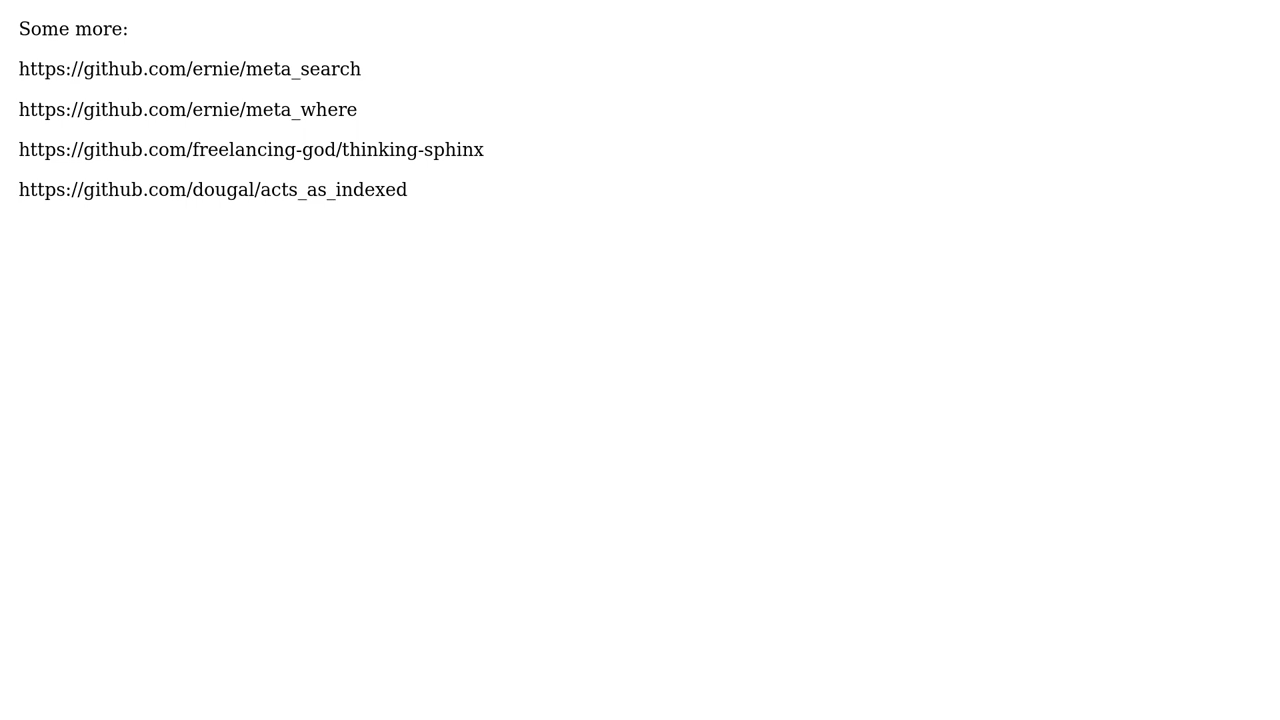 Some more:
https://github.com/ernie/meta_search
https://github.com/ernie/meta_where
https://github.com/freelancing-god/thinking-sphinx
https://github.com/dougal/acts_as_indexed